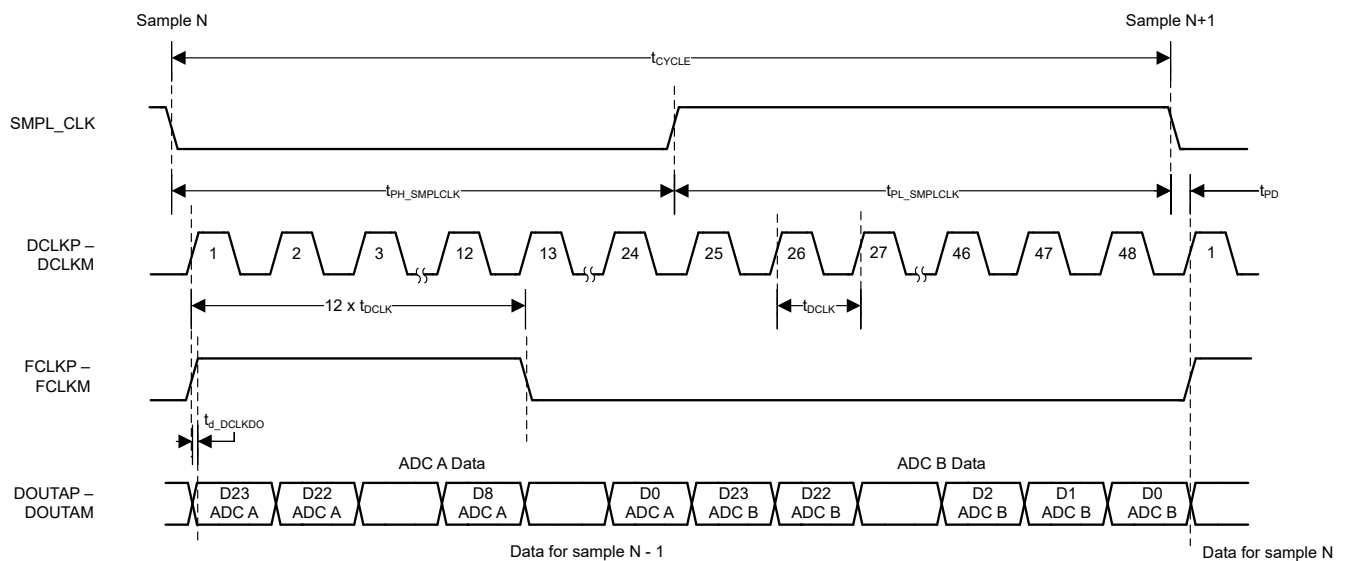 Sample N Sample N+1
tCYCLE
SMPL_CLK
tPH_SMPLCLK tPL_SMPLCLK tPD
DCLKP –
DCLKM
1 2 3 12 13 24 25 26 27 46 47 48 1
12 x tDCLK tDCLK
FCLKP –
FCLKM
td_DCLKDO
ADC A Data ADC B Data
DOUTAP –
DOUTAM
D23 D22 D8 D0 D23 D22 D2 D1 D0
ADC A ADC A ADC A ADC A ADC B ADC B ADC B ADC B ADC B
Data for sample N - 1 Data for sample N